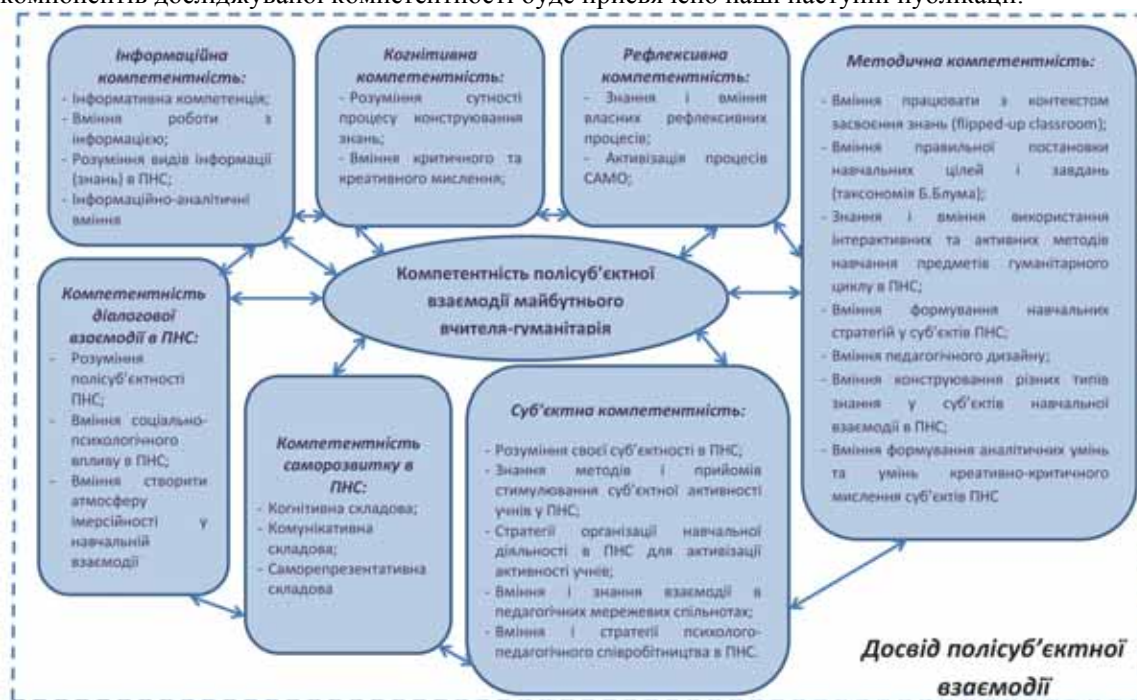 компонентів досліджуваної компетентності буде присвячено наші наступні публікації.
Інформаційна
компетентність:
- Інформативна компетенція;
- Вміння роботи з
інформацією;
- Розуміння видів інформації
(знань) в ПНС;
- Інформаційно-аналітичні
вміння
Когнітивна
компетентність:
- Розуміння сутності
процесу конструювання
знань;
- Вміння критичного та
креативного мислення;
Рефлексивна
компетентність:
- Знання і вміння
власних рефлексивних
процесів;
- Активізація процесів
САМО;
Методична компетентність:
- Вміння працювати з контекстом
засвоєння знань (flipped-up classroom);
- Вміння правильної постановки
навчальних цілей і завдань
(таксономія Б.Блума);
- Знання і вміння використання
інтерактивних та активних методів
навчання предметів гуманітарного
циклу в ПНС;
- Вміння формування навчальних
стратегій у суб'єктів ПНС;
- Вміння педагогічного дизайну;
- Вміння конструювання різних типів
знання у суб'єктів навчальної
взаємодії в ПНС;
- Вміння формування аналітичних умінь
та умінь креативно-критичного
мислення суб'єктів ПНС
Компетентність полісуб'єктної
взаємодії майбутнього
вчителя-гуманітарія
Компетентність
діалогової
взаємодії в ПНС:
- Розуміння
полісуб'єктності
ПНС;
- Вміння соціально-
психологічного
впливу в ПНС;
- Вміння створити
атмосферу
імерсійності у
навчальній
взаємодії
Компетентність
саморозвитку в
ПНС:
- Когнітивна складова;
- Комунікативна
складова;
- Саморепрезентативна
складова
Суб'єктна компетентність:
- Розуміння своєї суб'єктності в ПНС;
- Знання методів і прийомів
стимулювання суб'єктної активності
учнів у ПНС;
- Стратегії організації навчальної
діяльності в ПНС для активізації
активності учнів;
- Вміння і знання взаємодії в
педагогічних мережевих спільнотах;
- Вміння і стратегії психолого-
педагогічного співробітництва в ПНС.
Досвід полісуб'єктної
взаємодії